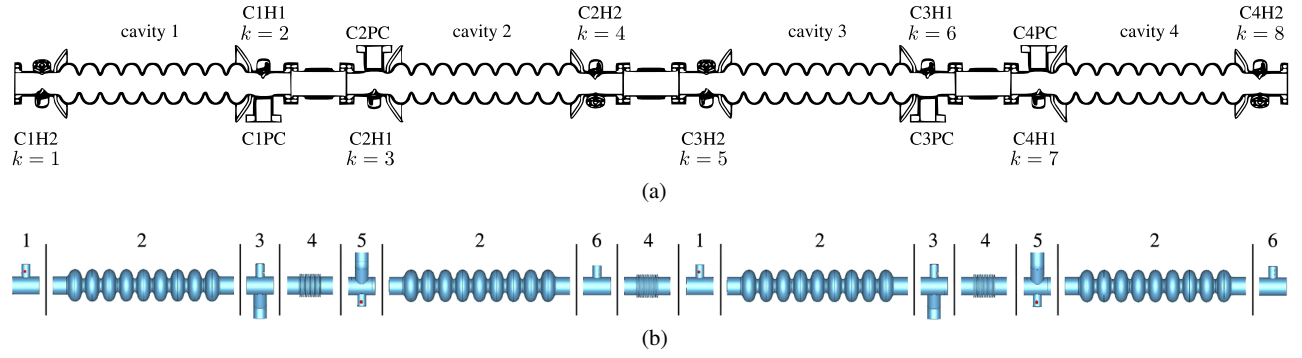 C1H1 C2H2 C3H1 C4H2
cavity 1 k = 2 C2PC cavity 2 k = 4 cavity 3 k = 6 C4PC cavity 4 k = 8
C1H2 C1PC C2H1 C3H2 C3PC C4H1
k = 1 k = 3 k = 5 k = 7
(a)
1 2 3 4 5 2 6 4 1 2 3 4 5 2 6
(b)